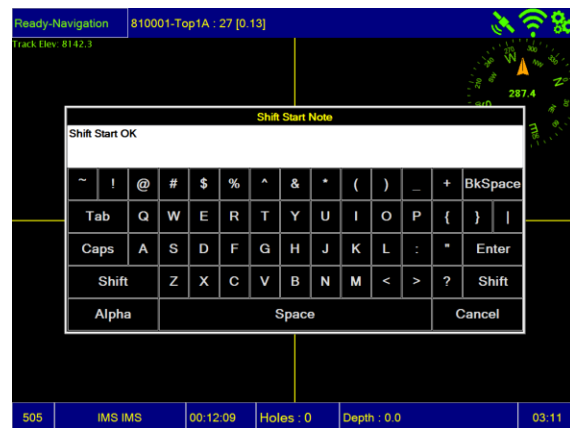 Ready-Navigation 810001-Top1A : 27 [0.13]
Track Elev: 8142.3
287.4
Shift Start Note
Shift Start OK
~ ! @ # $ % ^ & * ( ) _ + BkSpace
Tab Q W E R T Y U I O P { } |
Caps A S D F G H J K L : " Enter
Shift Z X C V B N M < > ? Shift
Alpha Space Cancel
505 IMS IMS 00:12:09 Holes : 0 Depth : 0.0 03:11